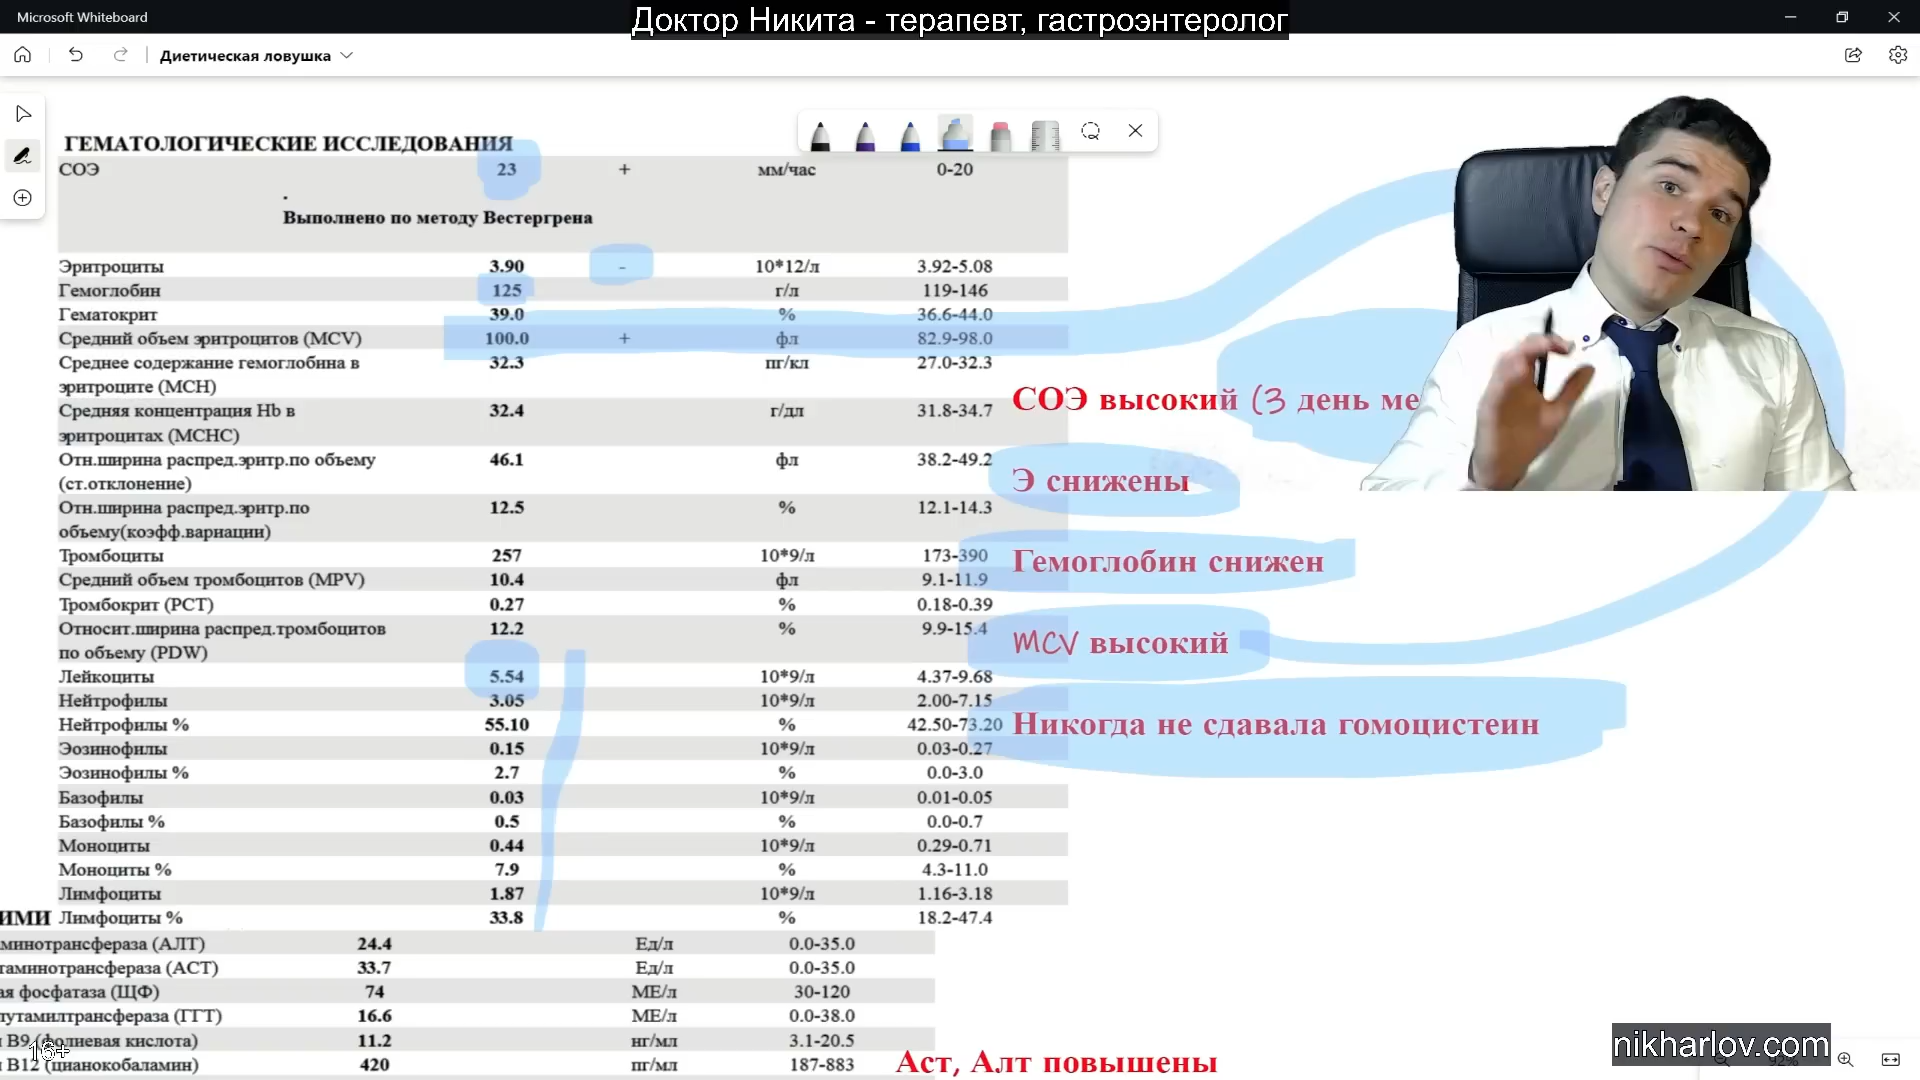 Microsoft Whiteboard
Доктор Никита - терапевт, гастроэнтеролог
Диетическая ловушка
ГЕМАТОЛОГИЧЕСКИЕ ИССЛЕДОВАНИЯ
СОЭ 23 + мм/час 0-20
.
Выполнено по методу Вестергрена
Эритроциты 3.90 - 10*12/л 3.92-5.08
Гемоглобин 125 г/л 119-146
Гематокрит 39.0 % 36.6-44.0
Средний объем эритроцитов (MCV) 100.0 + фл 82.9-98.0
Среднее содержание гемоглобина в 32.3 пг/кл 27.0-32.3
эритроците (МСН)
СОЭ высокий (3 день ме
Средняя концентрация Hb в 32.4 г/дл 31.8-34.7
эритроцитах (МСНС)
Отн.ширина распред.эритр.по объему 46.1 фл 38.2-49.2
(ст.отклонение)
Э снижены
Отн.ширина распред.эритр.по 12.5 % 12.1-14.3
объему(коэфф.вариации)
Тромбоциты 257 10*9/л 173-390
Гемоглобин снижен
Средний объем тромбоцитов (MPV) 10.4 фл 9.1-11.9
Тромбокрит (PCT) 0.27 % 0.18-0.39
Относит.ширина распред.тромбоцитов 12.2 % 9.9-15.4
по объему (PDW)
MCV высокий
Лейкоциты 5.54 10*9/л 4.37-9.68
Нейтрофилы 3.05 10*9/л 2.00-7.15
Нейтрофилы % 55.10 % 42.50-73.20
Никогда не сдавала гомоцистеин
Эозинофилы 0.15 10*9/л 0.03-0.27
Эозинофилы % 2.7 % 0.0-3.0
Базофилы 0.03 10*9/л 0.01-0.05
Базофилы % 0.5 % 0.0-0.7
Моноциты 0.44 10*9/л 0.29-0.71
Моноциты % 7.9 % 4.3-11.0
Лимфоциты 1.87 10*9/л 1.16-3.18
ИМИ Лимфоциты % 33.8 % 18.2-47.4
минотрансфераза (АЛТ) 24.4 Ед/л 0.0-35.0
таминотрансфераза (АСТ) 33.7 Ед/л 0.0-35.0
ая фосфатаза (ЩФ) 74 МЕ/л 30-120
лутамилтрансфераза (ГГТ) 16.6 МЕ/л 0.0-38.0
В9 (фолиевая кислота) 11.2 нг/мл 3.1-20.5
16+
В12 (цианокобаламин) 420 пг/мл 187-883
Аст, Алт повышены
nikharlov.com